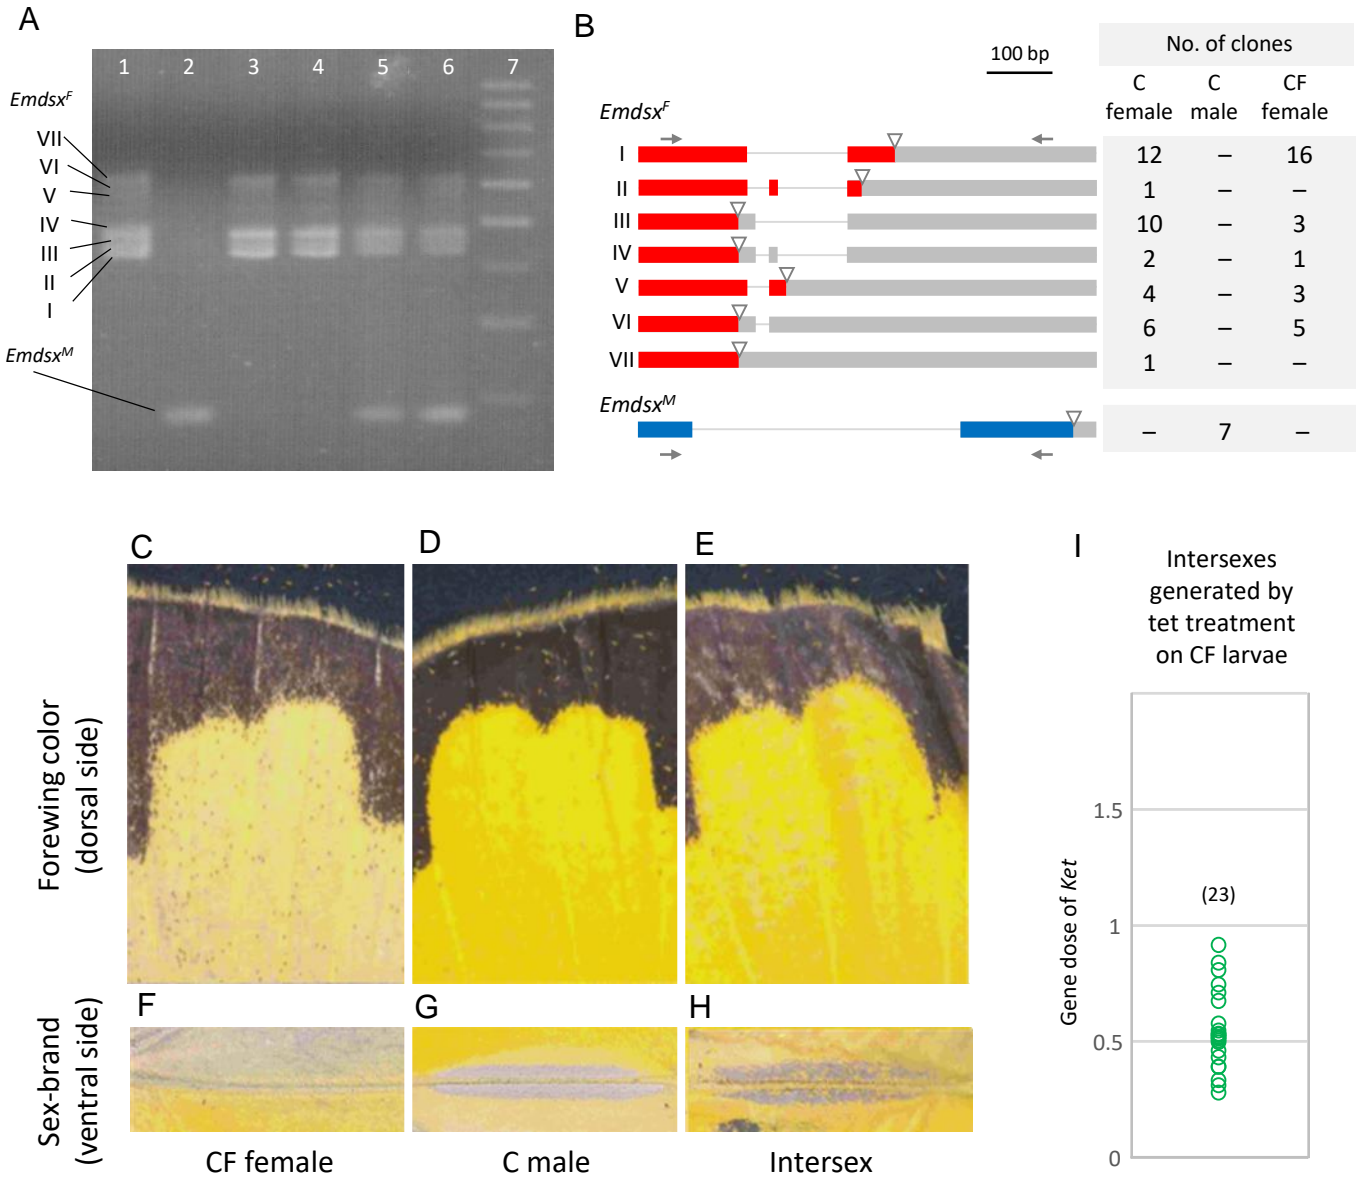 A
1 2 3 4 5 6 7
EmdsxF
VII
VI
V
IV
III
II
I
EmdsxM
B
100 bp
No. of clones
C female
C male
CF female
EmdsxF
I 12 – 16
II 1 – –
III 10 – 3
IV 2 – 1
V 4 – 3
VI 6 – 5
VII 1 – –
EmdsxM
– 7 –
C
D
E
Forewing color
(dorsal side)
F
G
H
Sex-brand
(ventral side)
CF female
C male
Intersex
I
Intersexes
generated by
tet treatment
on CF larvae
Gene dose of Ket
1.5
1
0.5
0
(23)